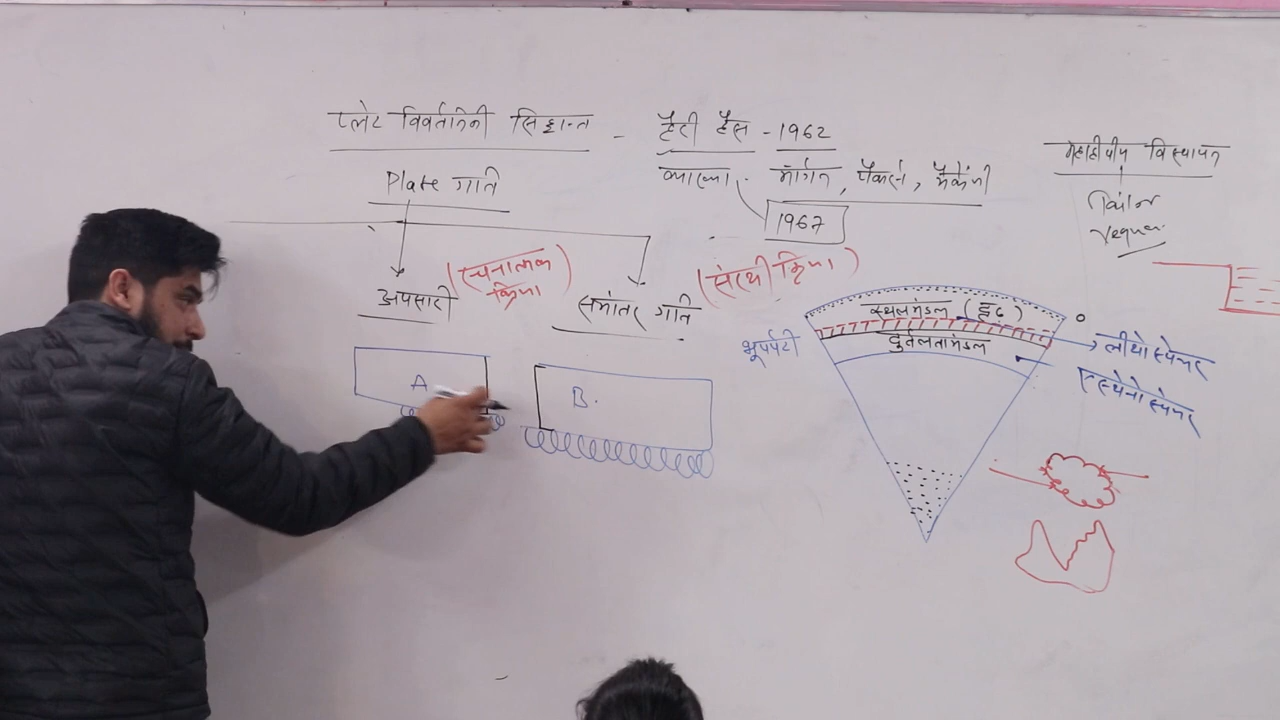 प्लेट विवर्तनिकी सिद्धान्त - हैरी हैस - 1962
व्याख्या - मॉर्गन, पैकर्स, मैकेंजी
1967
महाद्वीपीय विस्थापन
Plate गति
अपसारी
(रचनात्मक क्रिया)
समांतर गति
(संरक्षी क्रिया)
A
B.
स्थलमंडल (दृढ़)
दुर्बलतामंडल
भूपर्पटी
लीथोस्फेयर
एस्थेनोस्फेयर